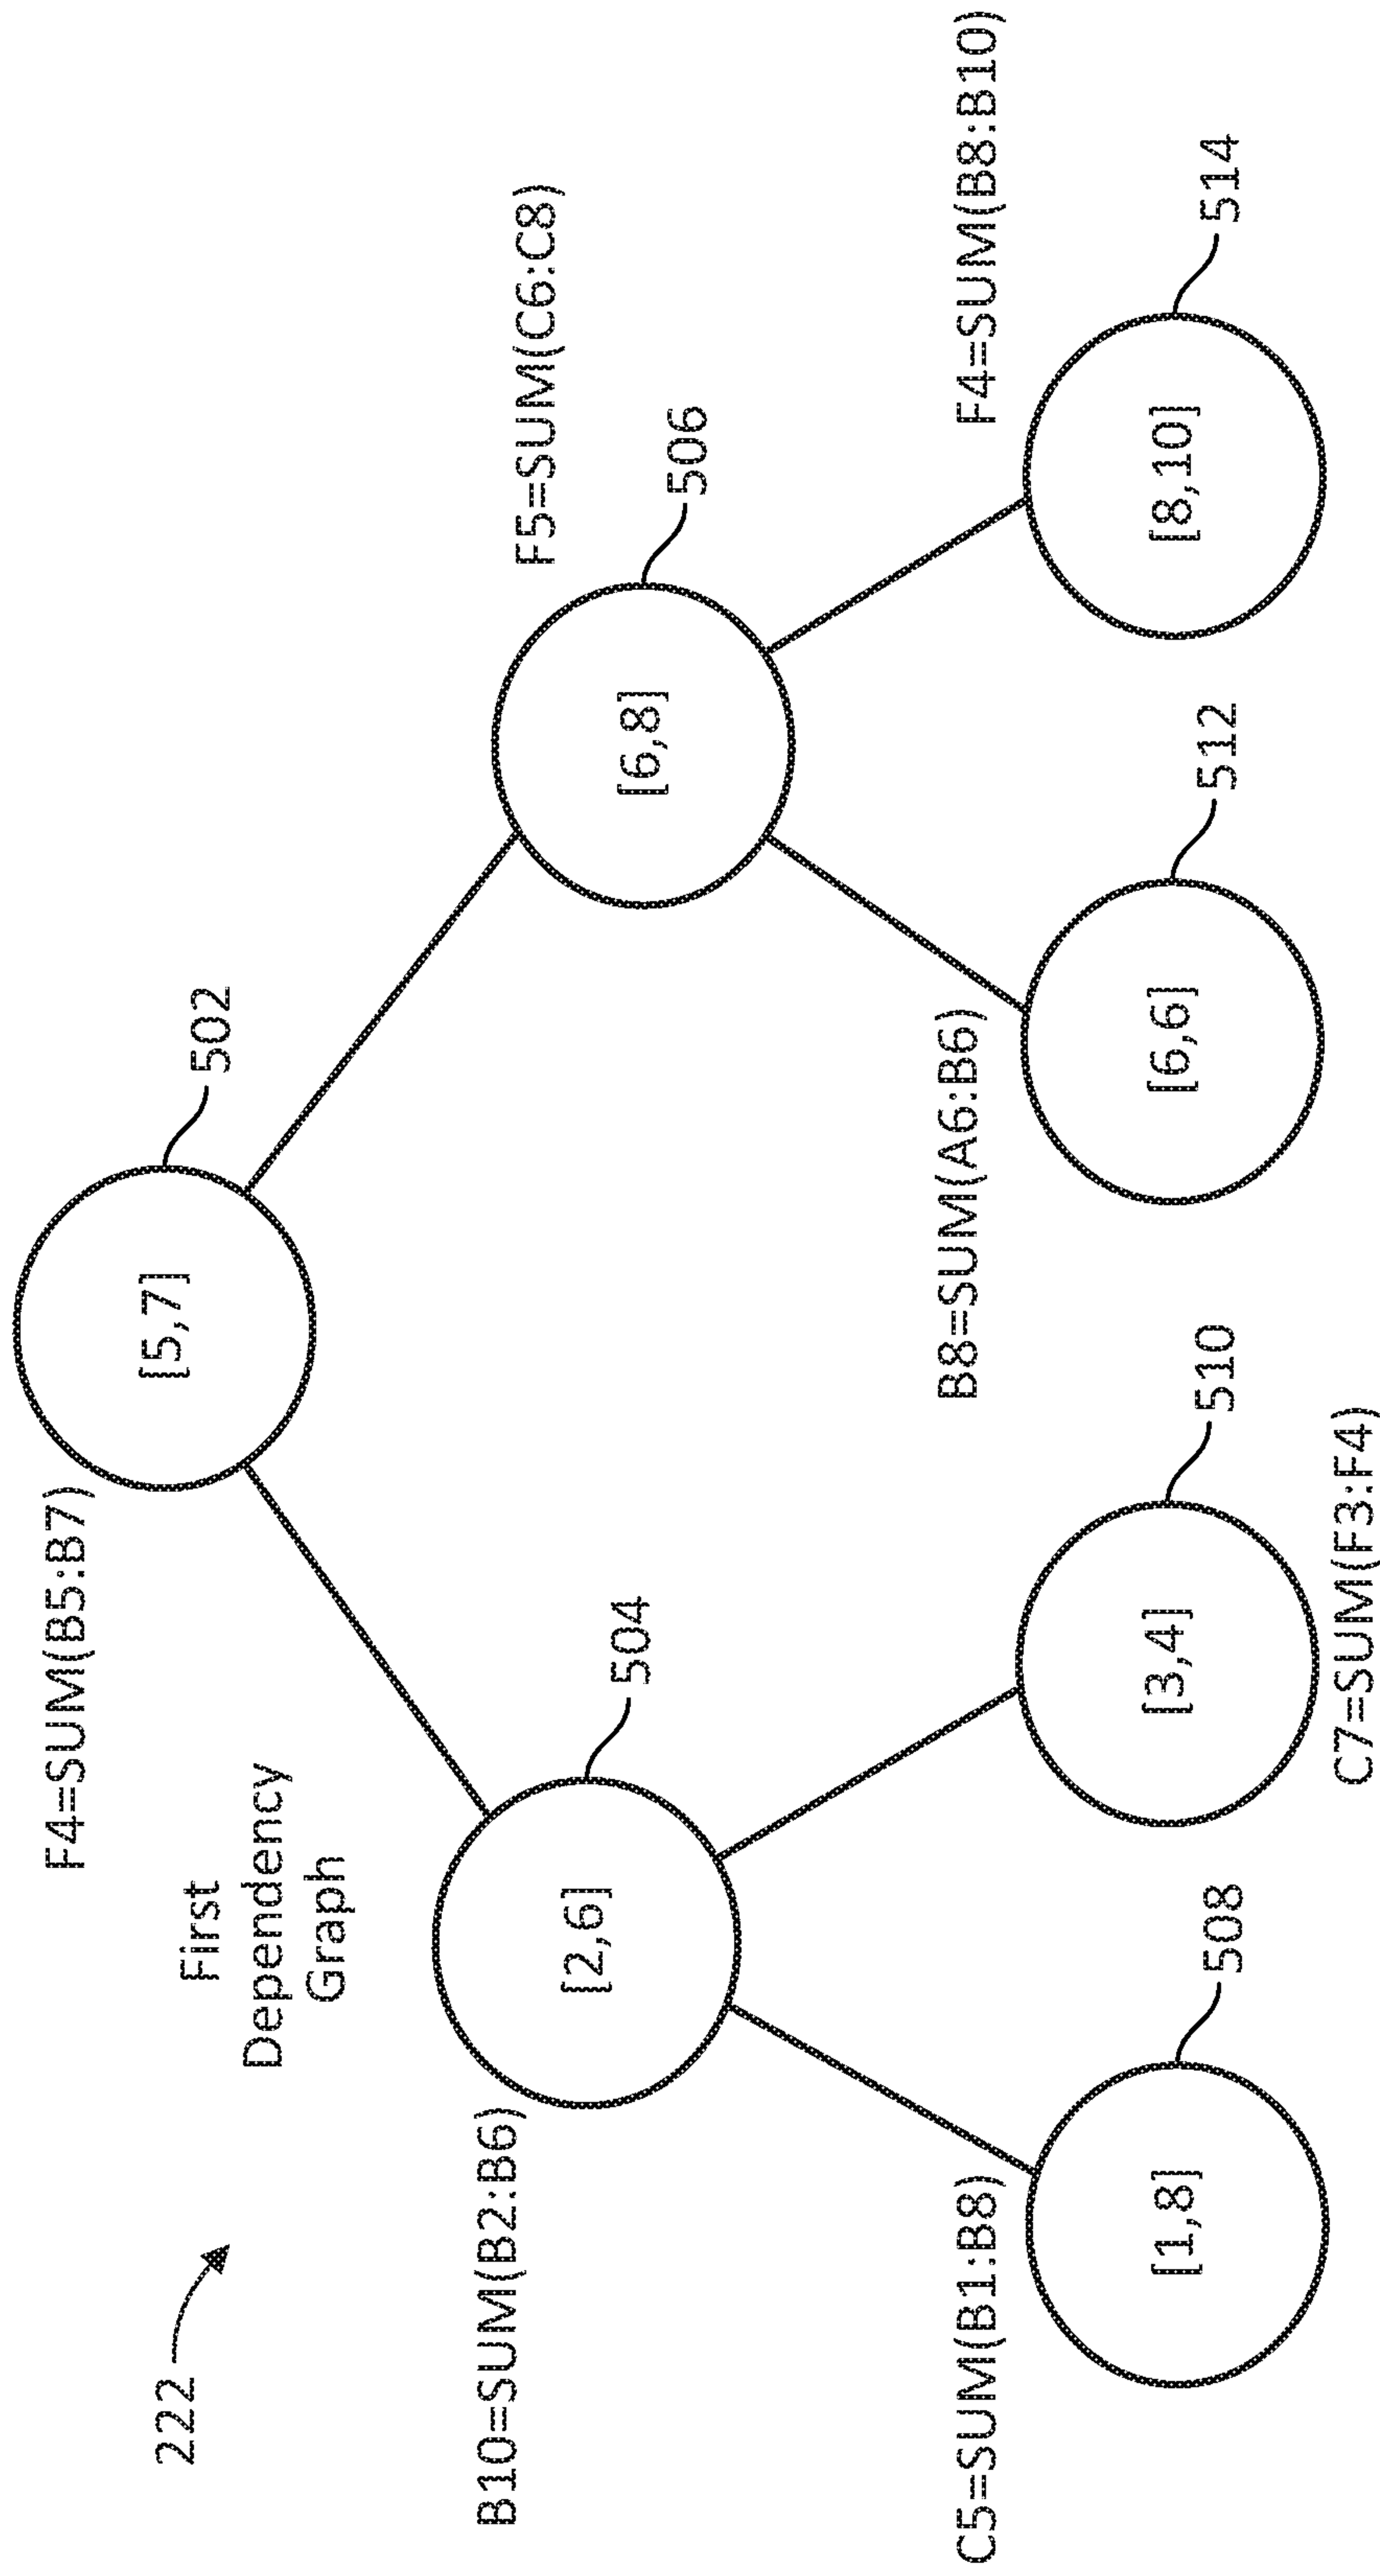 222
First
Dependency
Graph
F4=SUM(B5:B7)
[5,7]
502
B10=SUM(B2:B6)
[2,6]
504
F5=SUM(C6:C8)
[6,8]
506
C5=SUM(B1:B8)
[1,8]
508
[3,4]
510
C7=SUM(F3:F4)
B8=SUM(A6:B6)
[6,6]
512
F4=SUM(B8:B10)
[8,10]
514